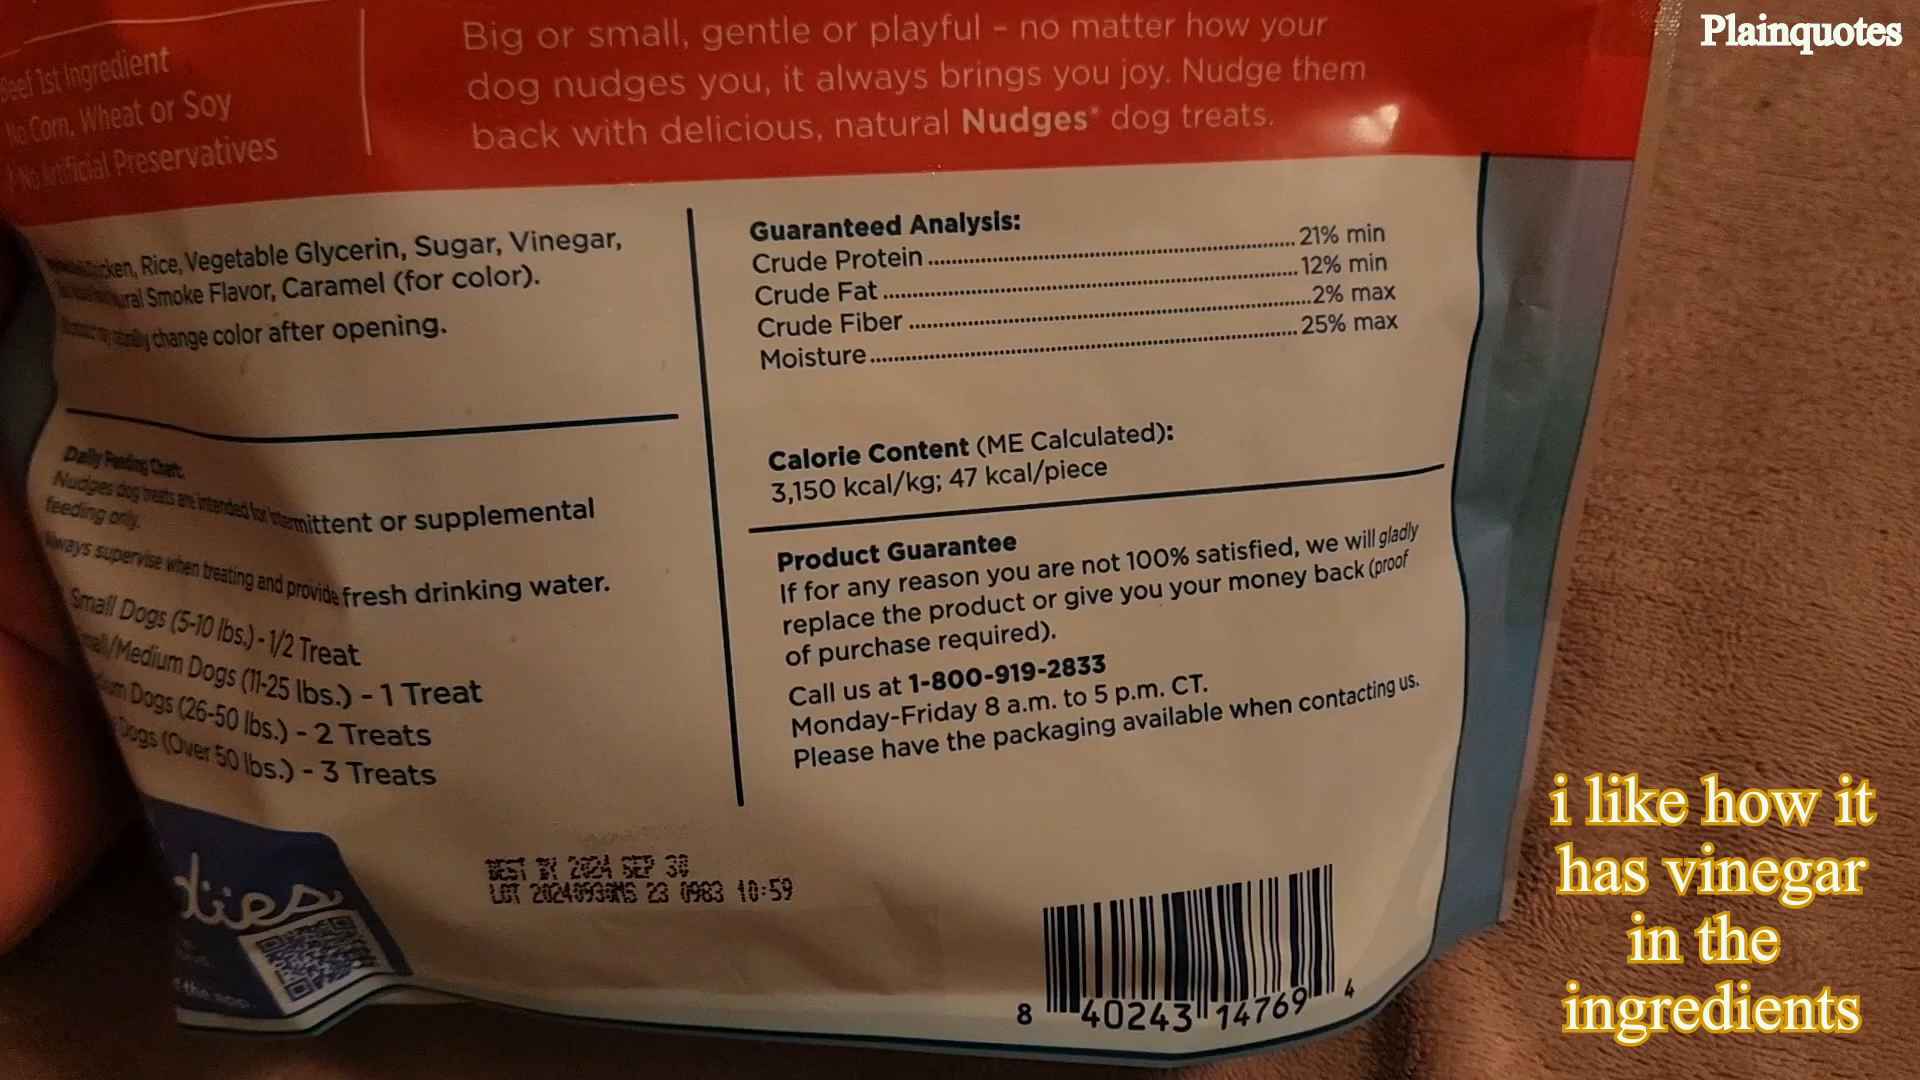 Plainquotes
Beef 1st Ingredient
No Corn, Wheat or Soy
No Artificial Preservatives
Big or small, gentle or playful – no matter how your
dog nudges you, it always brings you joy. Nudge them
back with delicious, natural Nudges® dog treats.
Rice, Vegetable Glycerin, Sugar, Vinegar,
Smoke Flavor, Caramel (for color).
change color after opening.
Daily Feeding Chart:
Nudges dog treats are intended for intermittent or supplemental
feeding only.
Always supervise when treating and provide fresh drinking water.
Small Dogs (5-10 lbs.) - 1/2 Treat
Small/Medium Dogs (11-25 lbs.) - 1 Treat
Dogs (26-50 lbs.) - 2 Treats
Dogs (Over 50 lbs.) - 3 Treats
Guaranteed Analysis:
Crude Protein ........ 21% min
Crude Fat ........ 12% min
Crude Fiber ........ 2% max
Moisture ........ 25% max
Calorie Content (ME Calculated):
3,150 kcal/kg; 47 kcal/piece
Product Guarantee
If for any reason you are not 100% satisfied, we will gladly
replace the product or give you your money back (proof
of purchase required).
Call us at 1-800-919-2833
Monday-Friday 8 a.m. to 5 p.m. CT.
Please have the packaging available when contacting us.
BEST BY 2024 SEP 30
LOT 23 0983 10:59
8 40243 14769 4
i like how it
has vinegar
in the
ingredients